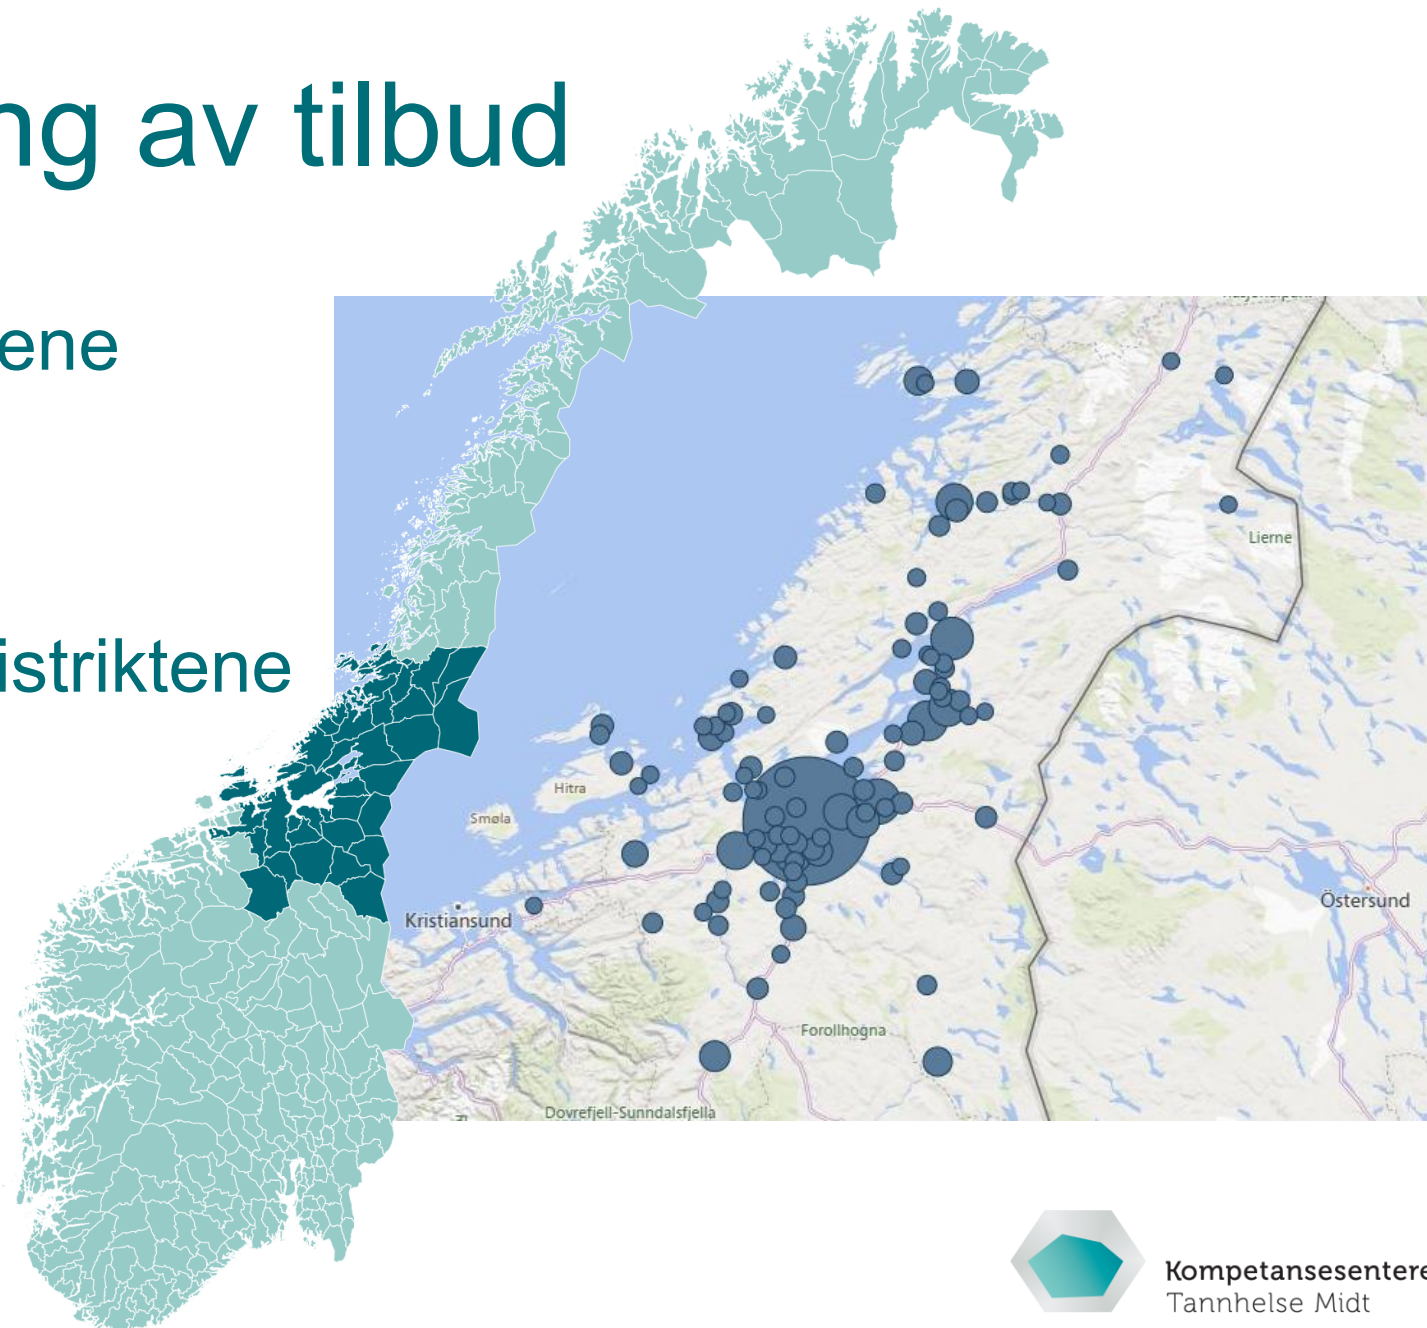 ng av tilbud
ene
istriktene
Lierne
Hitra
Smøla
Kristiansund
Östersund
Forollhogna
Dovrefjell-Sunndalsfjella
Kompetansesentere
Tannhelse Midt